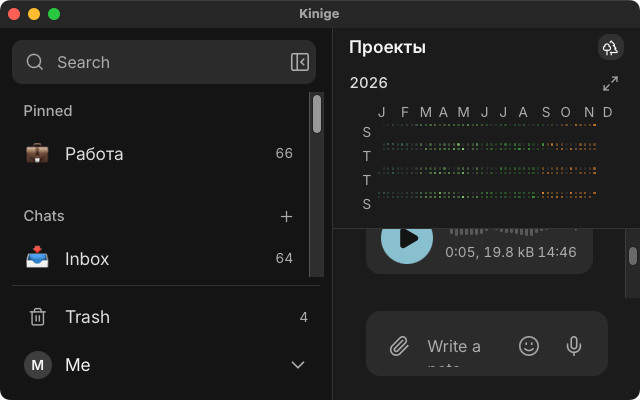 Kinige
Search
Pinned
Работа 66
Chats
Inbox 64
Trash 4
M Me
Проекты
2026
J F M A M J J A S O N D
S
T
T
S
0:05, 19.8 kB 14:46
Write a